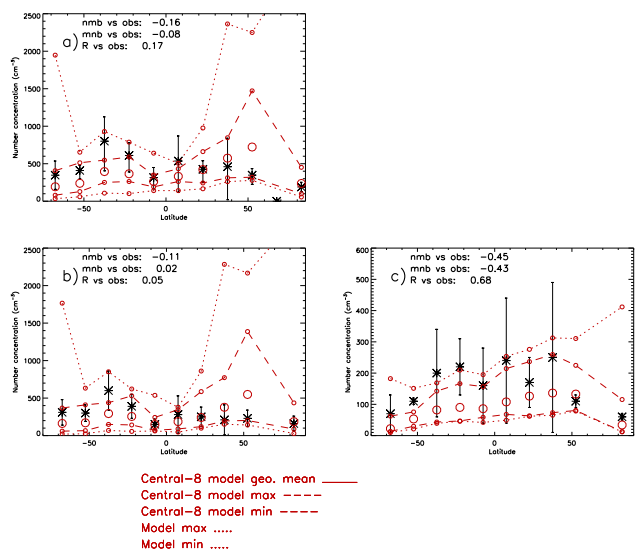 nmb vs obs: −0.16
mnb vs obs: −0.08
R vs obs: 0.17
a)
2500
2000
1500
1000
500
0
Number concentration (cm⁻³)
−50 0 50
Latitude
nmb vs obs: −0.11
mnb vs obs: 0.02
R vs obs: 0.05
b)
2500
2000
1500
1000
500
0
Number concentration (cm⁻³)
−50 0 50
Latitude
nmb vs obs: −0.45
mnb vs obs: −0.43
R vs obs: 0.68
c)
600
500
400
300
200
100
0
Number concentration (cm⁻³)
−50 0 50
Latitude
Central−8 model geo. mean
Central−8 model max
Central−8 model min
Model max .....
Model min .....